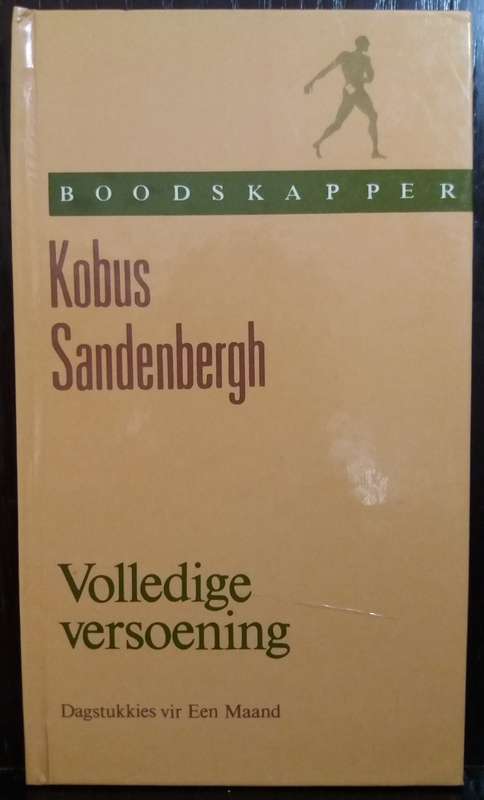 BOODSKAPPER
Kobus
Sandenbergh
Volledige
versoening
Dagstukkies vir Een Maand